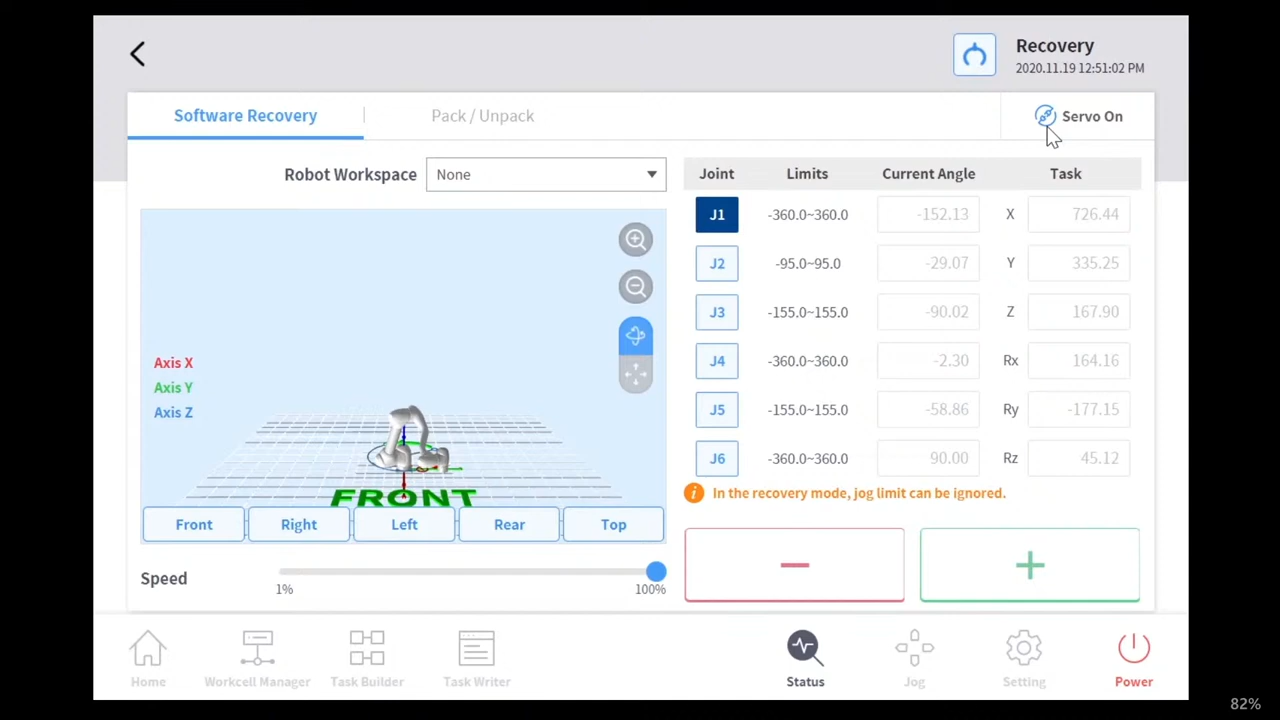 Recovery
2020.11.19 12:51:02 PM
Software Recovery
Pack / Unpack
Servo On
Robot Workspace
None
Joint Limits Current Angle Task
J1 -360.0~360.0 -152.13 X 726.44
J2 -95.0~95.0 -29.07 Y 335.25
J3 -155.0~155.0 -90.02 Z 167.90
J4 -360.0~360.0 -2.30 Rx 164.16
J5 -155.0~155.0 -58.86 Ry -177.15
J6 -360.0~360.0 90.00 Rz 45.12
Axis X
Axis Y
Axis Z
FRONT
Front Right Left Rear Top
In the recovery mode, jog limit can be ignored.
Speed
1% 100%
Home Workcell Manager Task Builder Task Writer Status Jog Setting Power
82%